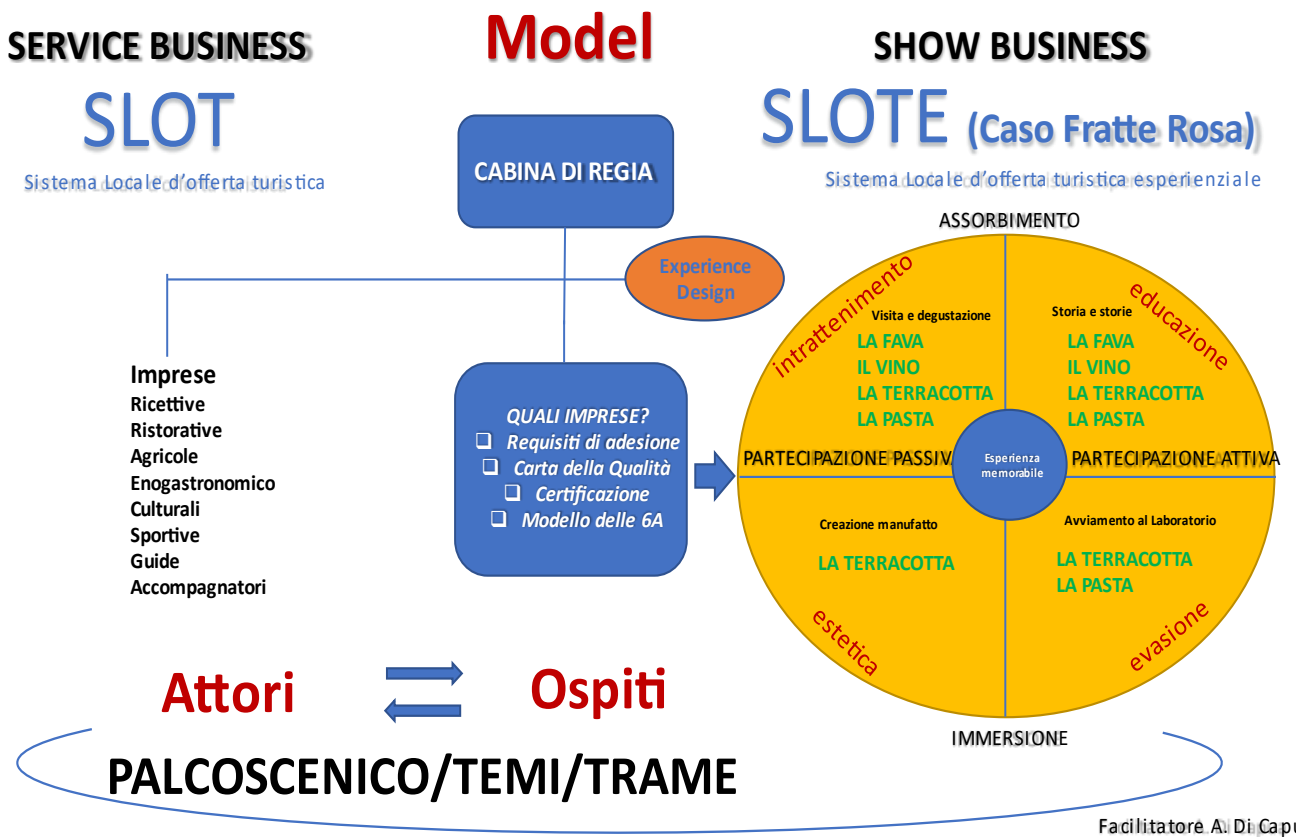 SERVICE BUSINESS
SLOT
Sistema Locale d'offerta turistica
Model
SHOW BUSINESS
SLOTE (Caso Fratte Rosa)
Sistema Locale d'offerta turistica esperienziale
CABINA DI REGIA
Experience
Design
Imprese
Ricettive
Ristorative
Agricole
Enogastronomico
Culturali
Sportive
Guide
Accompagnatori
QUALI IMPRESE?
Requisiti di adesione
Carta della Qualità
Certificazione
Modello delle 6A
ASSORBIMENTO
intrattenimento
Visita e degustazione
LA FAVA
IL VINO
LA TERRACOTTA
LA PASTA
educazione
Storia e storie
LA FAVA
IL VINO
LA TERRACOTTA
LA PASTA
PARTECIPAZIONE PASSIV
Esperienza
memorabile
PARTECIPAZIONE ATTIVA
Creazione manufatto
LA TERRACOTTA
estetica
Avviamento al Laboratorio
LA TERRACOTTA
LA PASTA
evasione
IMMERSIONE
Attori
Ospiti
PALCOSCENICO/TEMI/TRAME
Facilitatore A. Di Capu